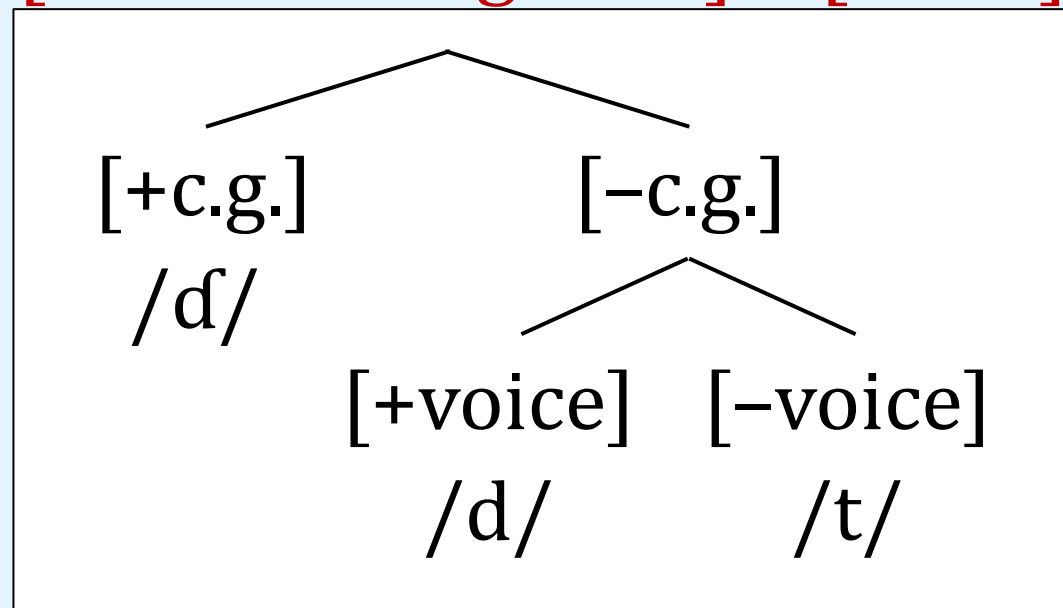 [+c.g.] [–c.g.]
/ɗ/
[+voice] [–voice]
/d/ /t/